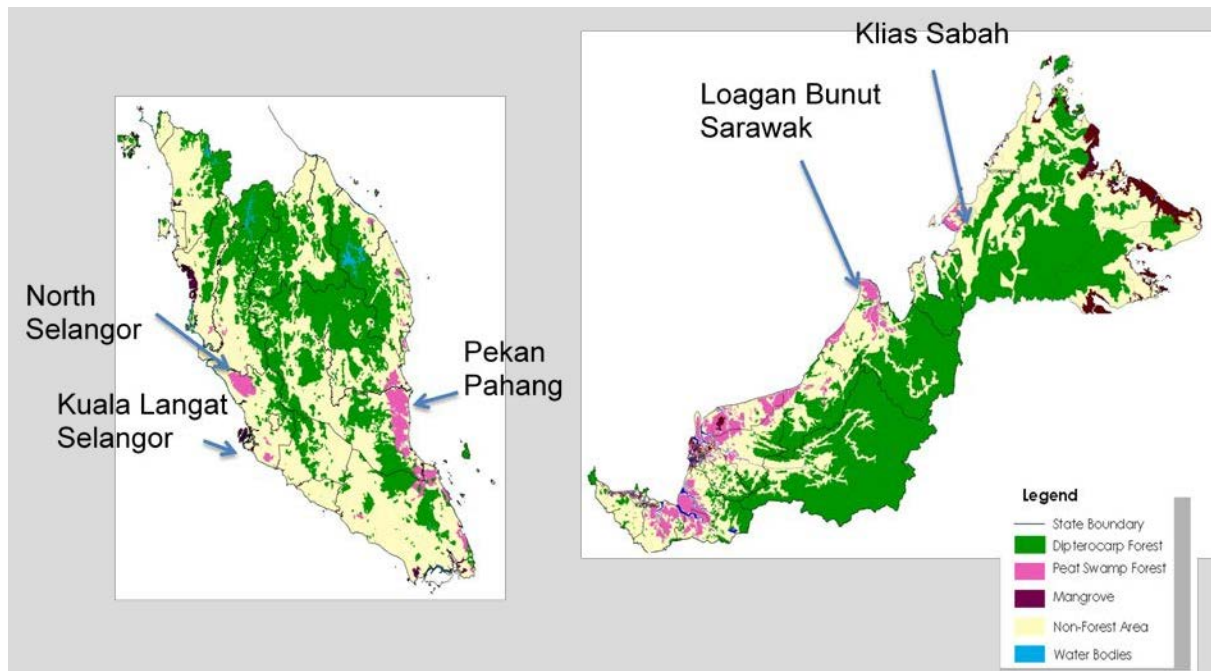 Klias Sabah
Loagan Bunut
Sarawak
North
Selangor
Kuala Langat
Selangor
Pekan
Pahang
Legend
State Boundary
Dipterocarp Forest
Peat Swamp Forest
Mangrove
Non-Forest Area
Water Bodies